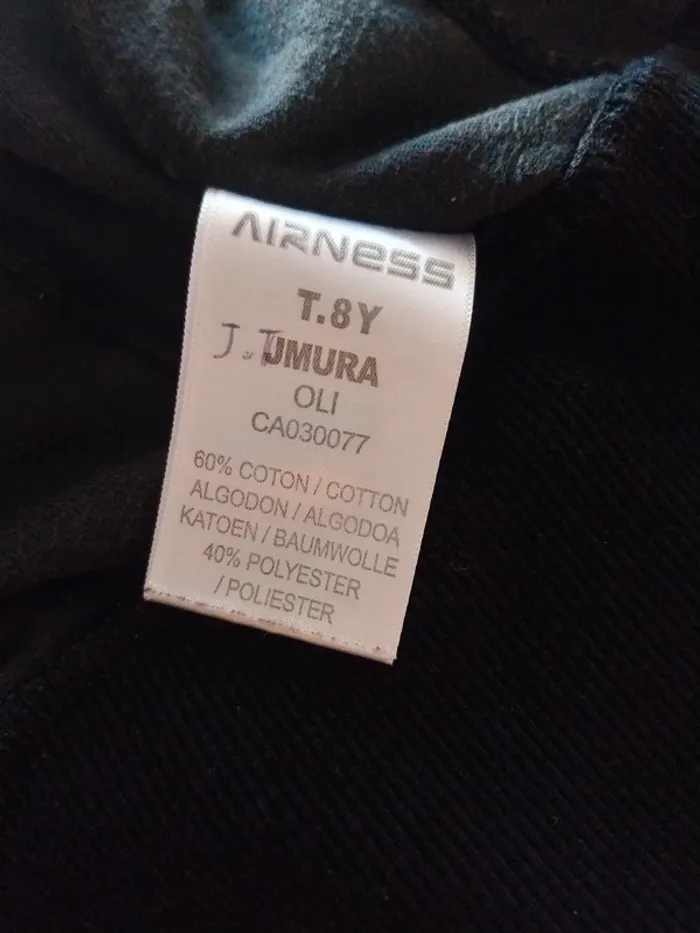 AIRNESS
T.8Y
J.T UMURA
OLI
CA030077
60% COTON / COTTON
ALGODON / ALGODOA
KATOEN / BAUMWOLLE
40% POLYESTER
/ POLIESTER